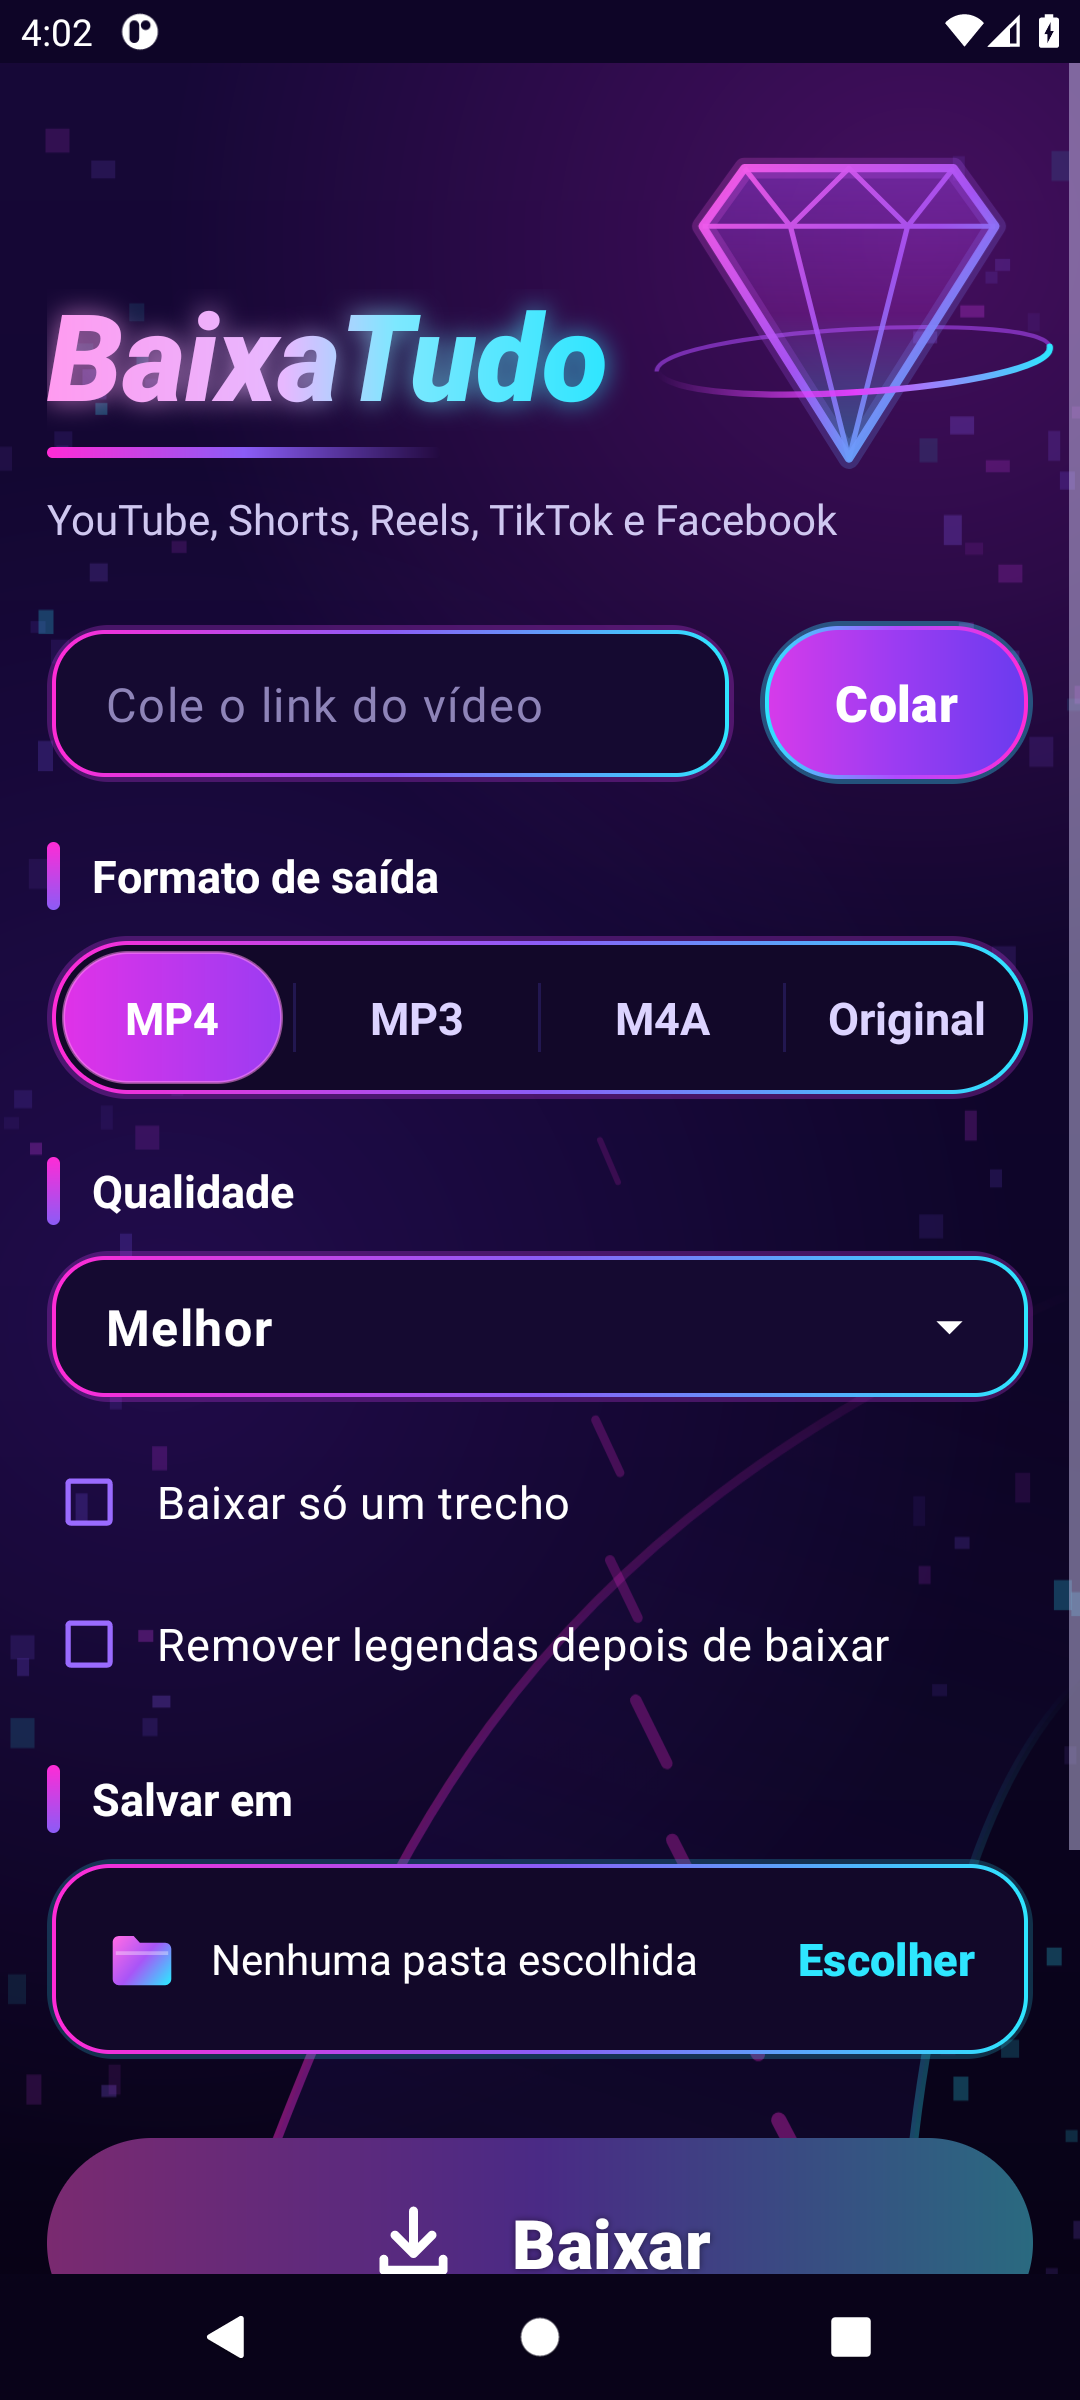 4:02
BaixaTudo
YouTube, Shorts, Reels, TikTok e Facebook
Cole o link do vídeo
Colar
Formato de saída
MP4
MP3
M4A
Original
Qualidade
Melhor
Baixar só um trecho
Remover legendas depois de baixar
Salvar em
Nenhuma pasta escolhida
Escolher
Baixar